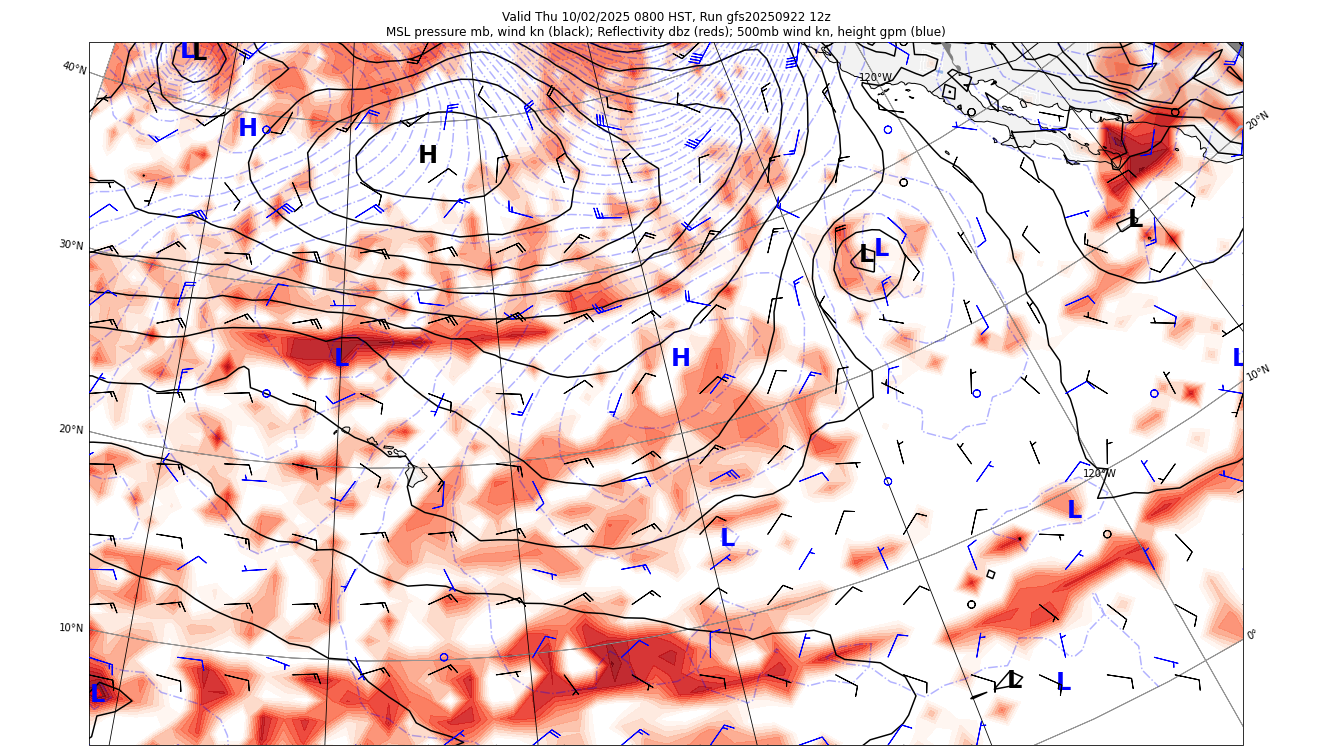 Valid Thu 10/02/2025 0800 HST, Run gfs20250922 12z
MSL pressure mb, wind kn (black); Reflectivity dbz (reds); 500mb wind kn, height gpm (blue)
L L
40°N
120°W
20°N
H
H
L
30°N
L L
H
L
L
10°N
20°N
120°W
L
L
10°N
0°
L
L
L